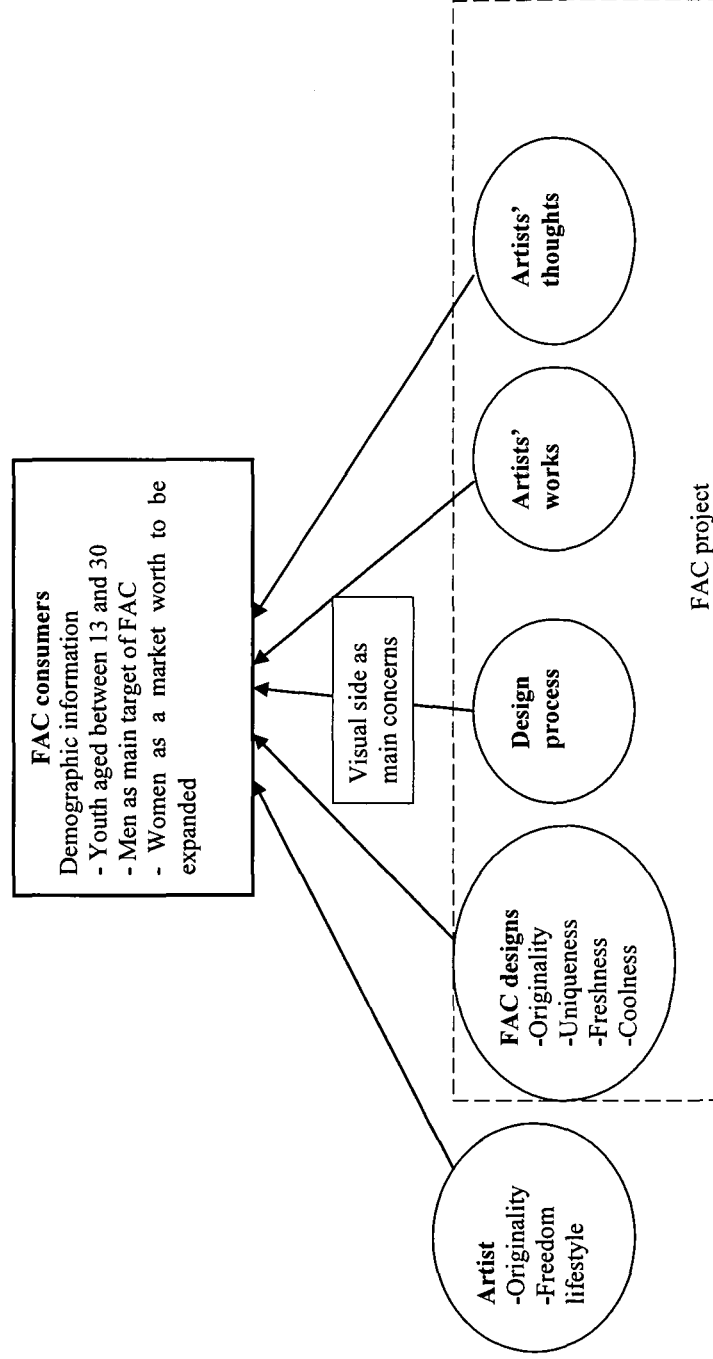 FAC consumers
Demographic information
- Youth aged between 13 and 30
- Men as main target of FAC
- Women as a market worth to be
expanded
Visual side as
main concerns
Artist
-Originality
-Freedom
lifestyle
FAC designs
-Originality
-Uniqueness
-Freshness
-Coolness
Design
process
Artists'
works
Artists'
thoughts
FAC project